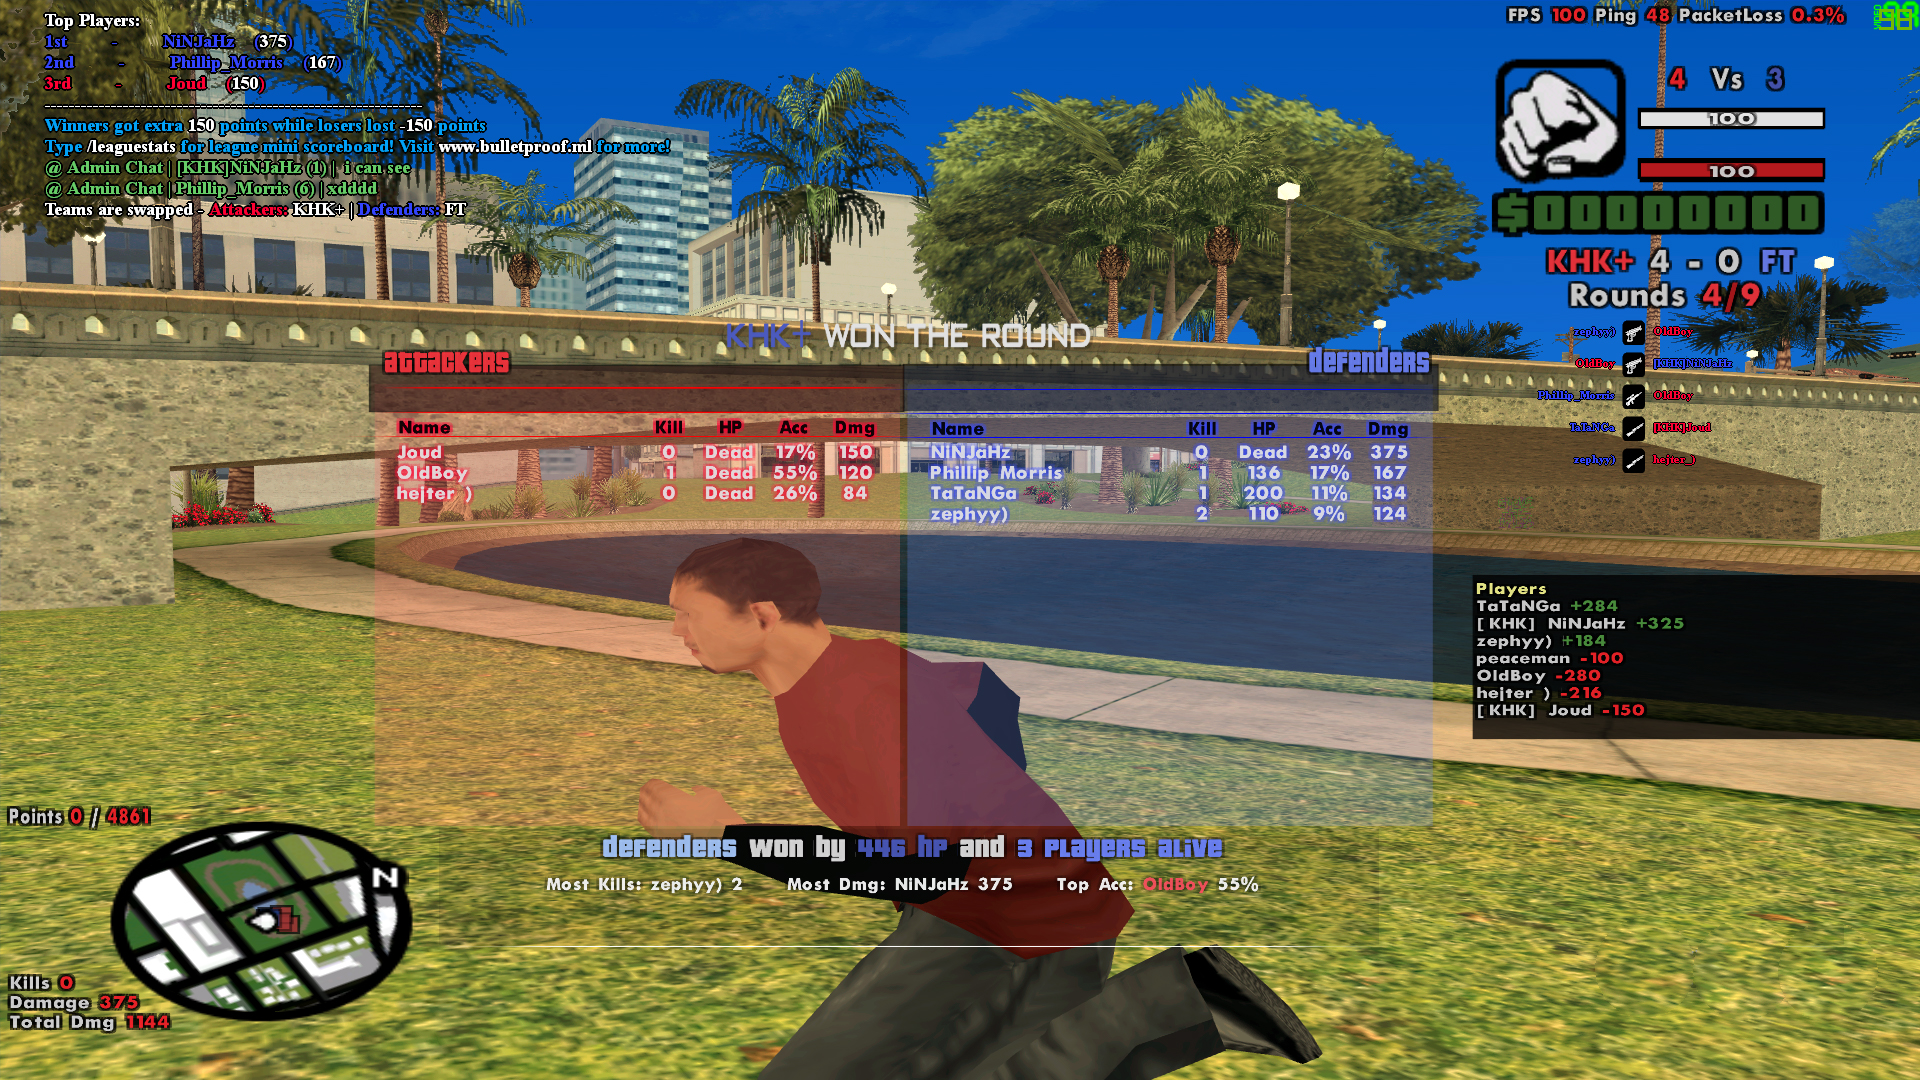 Top Players:
1st - NiNJaHz (375)
2nd - Phillip_Morris (167)
3rd - Joud (150)
Winners got extra 150 points while losers lost -150 points
Type /leaguestats for league mini scoreboard! Visit www.bulletproof.ml for more!
@ Admin Chat | [KHK]NiNJaHz (1) | i can see
@ Admin Chat | Phillip_Morris (6) | xdddd
Teams are swapped - Attackers: KHK+ | Defenders: FT
FPS 100 Ping 48 PacketLoss 0.3%
98
4 Vs 3
100
100
$00000000
KHK+ 4 - 0 FT
Rounds 4/9
zephyy) OldBoy
OldBoy [KHK]NiNJaHz
Phillip_Morris OldBoy
TaTaNGa [KHK]Joud
zephyy) hejter_)
KHK+ WON THE ROUND
attackers defenders
Name Kill HP Acc Dmg
Joud 0 Dead 17% 150
OldBoy 1 Dead 55% 120
hejter ) 0 Dead 26% 84
Name Kill HP Acc Dmg
NiNJaHz 0 Dead 23% 375
Phillip Morris 1 136 17% 167
TaTaNGa 1 200 11% 134
zephyy) 2 110 9% 124
Players
TaTaNGa +284
[ KHK] NiNJaHz +325
zephyy) +184
peaceman -100
OldBoy -280
hejter ) -216
[ KHK] Joud -150
defenders won by 446 hp and 3 players alive
Most Kills: zephyy) 2 Most Dmg: NiNJaHz 375 Top Acc: OldBoy 55%
Points 0 / 4861
N
Kills 0
Damage 375
Total Dmg 1144